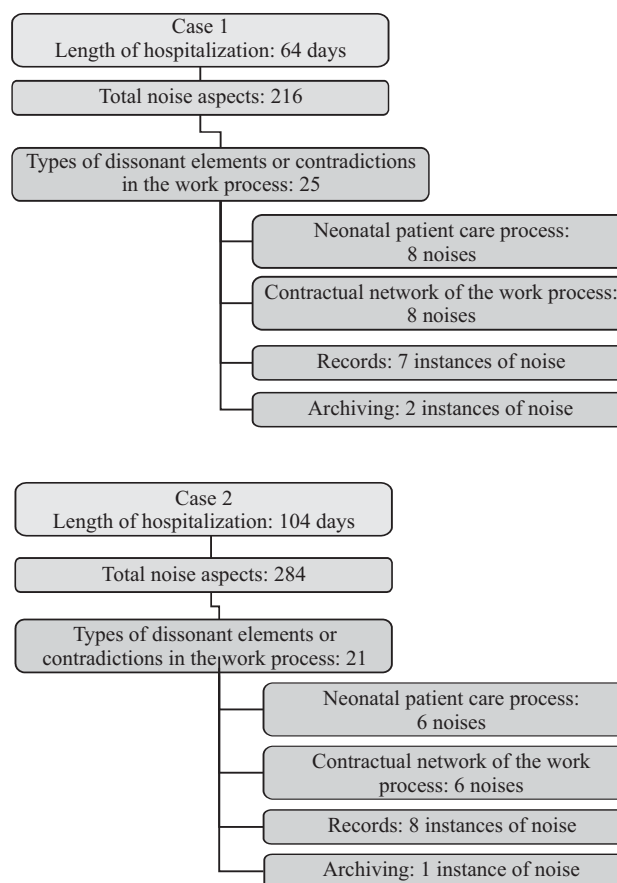 Case 1
Length of hospitalization: 64 days
Total noise aspects: 216
Types of dissonant elements or contradictions
in the work process: 25
Neonatal patient care process:
8 noises
Contractual network of the work process:
8 noises
Records: 7 instances of noise
Archiving: 2 instances of noise
Case 2
Length of hospitalization: 104 days
Total noise aspects: 284
Types of dissonant elements or
contradictions in the work process: 21
Neonatal patient care process:
6 noises
Contractual network of the work
process: 6 noises
Records: 8 instances of noise
Archiving: 1 instance of noise